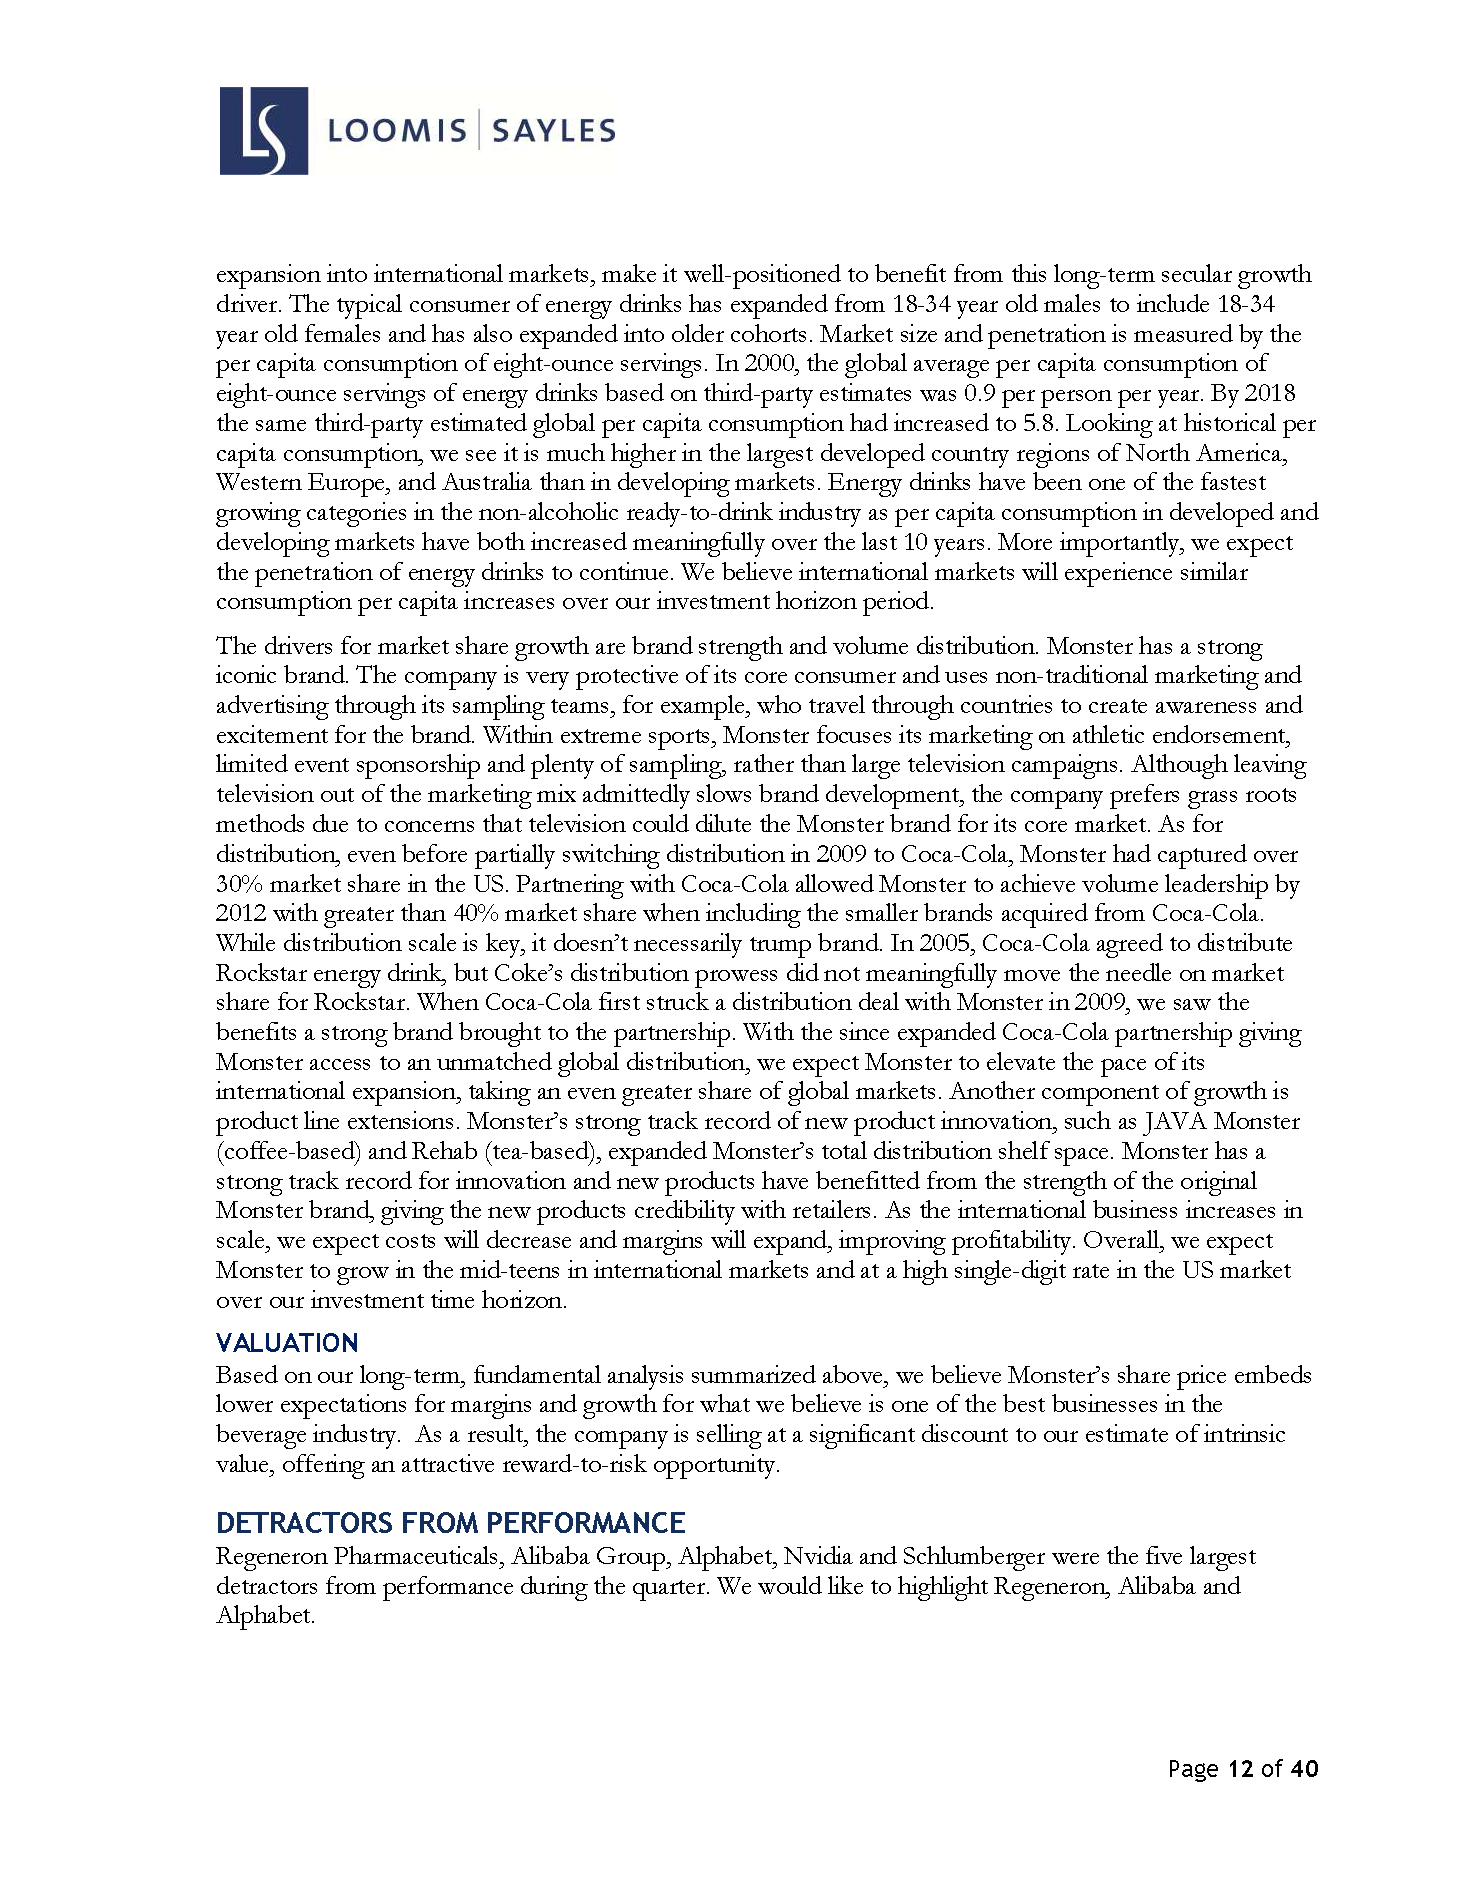 LS LOOMIS | SAYLES
expansion into international markets, make it well-positioned to benefit from this long-term secular growth
driver. The typical consumer of energy drinks has expanded from 18-34 year old males to include 18-34
year old females and has also expanded into older cohorts. Market size and penetration is measured by the
per capita consumption of eight-ounce servings. In 2000, the global average per capita consumption of
eight-ounce servings of energy drinks based on third-party estimates was 0.9 per person per year. By 2018
the same third-party estimated global per capita consumption had increased to 5.8. Looking at historical per
capita consumption, we see it is much higher in the largest developed country regions of North America,
Western Europe, and Australia than in developing markets. Energy drinks have been one of the fastest
growing categories in the non-alcoholic ready-to-drink industry as per capita consumption in developed and
developing markets have both increased meaningfully over the last 10 years. More importantly, we expect
the penetration of energy drinks to continue. We believe international markets will experience similar
consumption per capita increases over our investment horizon period.
The drivers for market share growth are brand strength and volume distribution. Monster has a strong
iconic brand. The company is very protective of its core consumer and uses non-traditional marketing and
advertising through its sampling teams, for example, who travel through countries to create awareness and
excitement for the brand. Within extreme sports, Monster focuses its marketing on athletic endorsement,
limited event sponsorship and plenty of sampling, rather than large television campaigns. Although leaving
television out of the marketing mix admittedly slows brand development, the company prefers grass roots
methods due to concerns that television could dilute the Monster brand for its core market. As for
distribution, even before partially switching distribution in 2009 to Coca-Cola, Monster had captured over
30% market share in the US. Partnering with Coca-Cola allowed Monster to achieve volume leadership by
2012 with greater than 40% market share when including the smaller brands acquired from Coca-Cola.
While distribution scale is key, it doesn’t necessarily trump brand. In 2005, Coca-Cola agreed to distribute
Rockstar energy drink, but Coke’s distribution prowess did not meaningfully move the needle on market
share for Rockstar. When Coca-Cola first struck a distribution deal with Monster in 2009, we saw the
benefits a strong brand brought to the partnership. With the since expanded Coca-Cola partnership giving
Monster access to an unmatched global distribution, we expect Monster to elevate the pace of its
international expansion, taking an even greater share of global markets. Another component of growth is
product line extensions. Monster’s strong track record of new product innovation, such as JAVA Monster
(coffee-based) and Rehab (tea-based), expanded Monster’s total distribution shelf space. Monster has a
strong track record for innovation and new products have benefitted from the strength of the original
Monster brand, giving the new products credibility with retailers. As the international business increases in
scale, we expect costs will decrease and margins will expand, improving profitability. Overall, we expect
Monster to grow in the mid-teens in international markets and at a high single-digit rate in the US market
over our investment time horizon.
VALUATION
Based on our long-term, fundamental analysis summarized above, we believe Monster’s share price embeds
lower expectations for margins and growth for what we believe is one of the best businesses in the
beverage industry. As a result, the company is selling at a significant discount to our estimate of intrinsic
value, offering an attractive reward-to-risk opportunity.
DETRACTORS FROM PERFORMANCE
Regeneron Pharmaceuticals, Alibaba Group, Alphabet, Nvidia and Schlumberger were the five largest
detractors from performance during the quarter. We would like to highlight Regeneron, Alibaba and
Alphabet.
Page 12 of 40